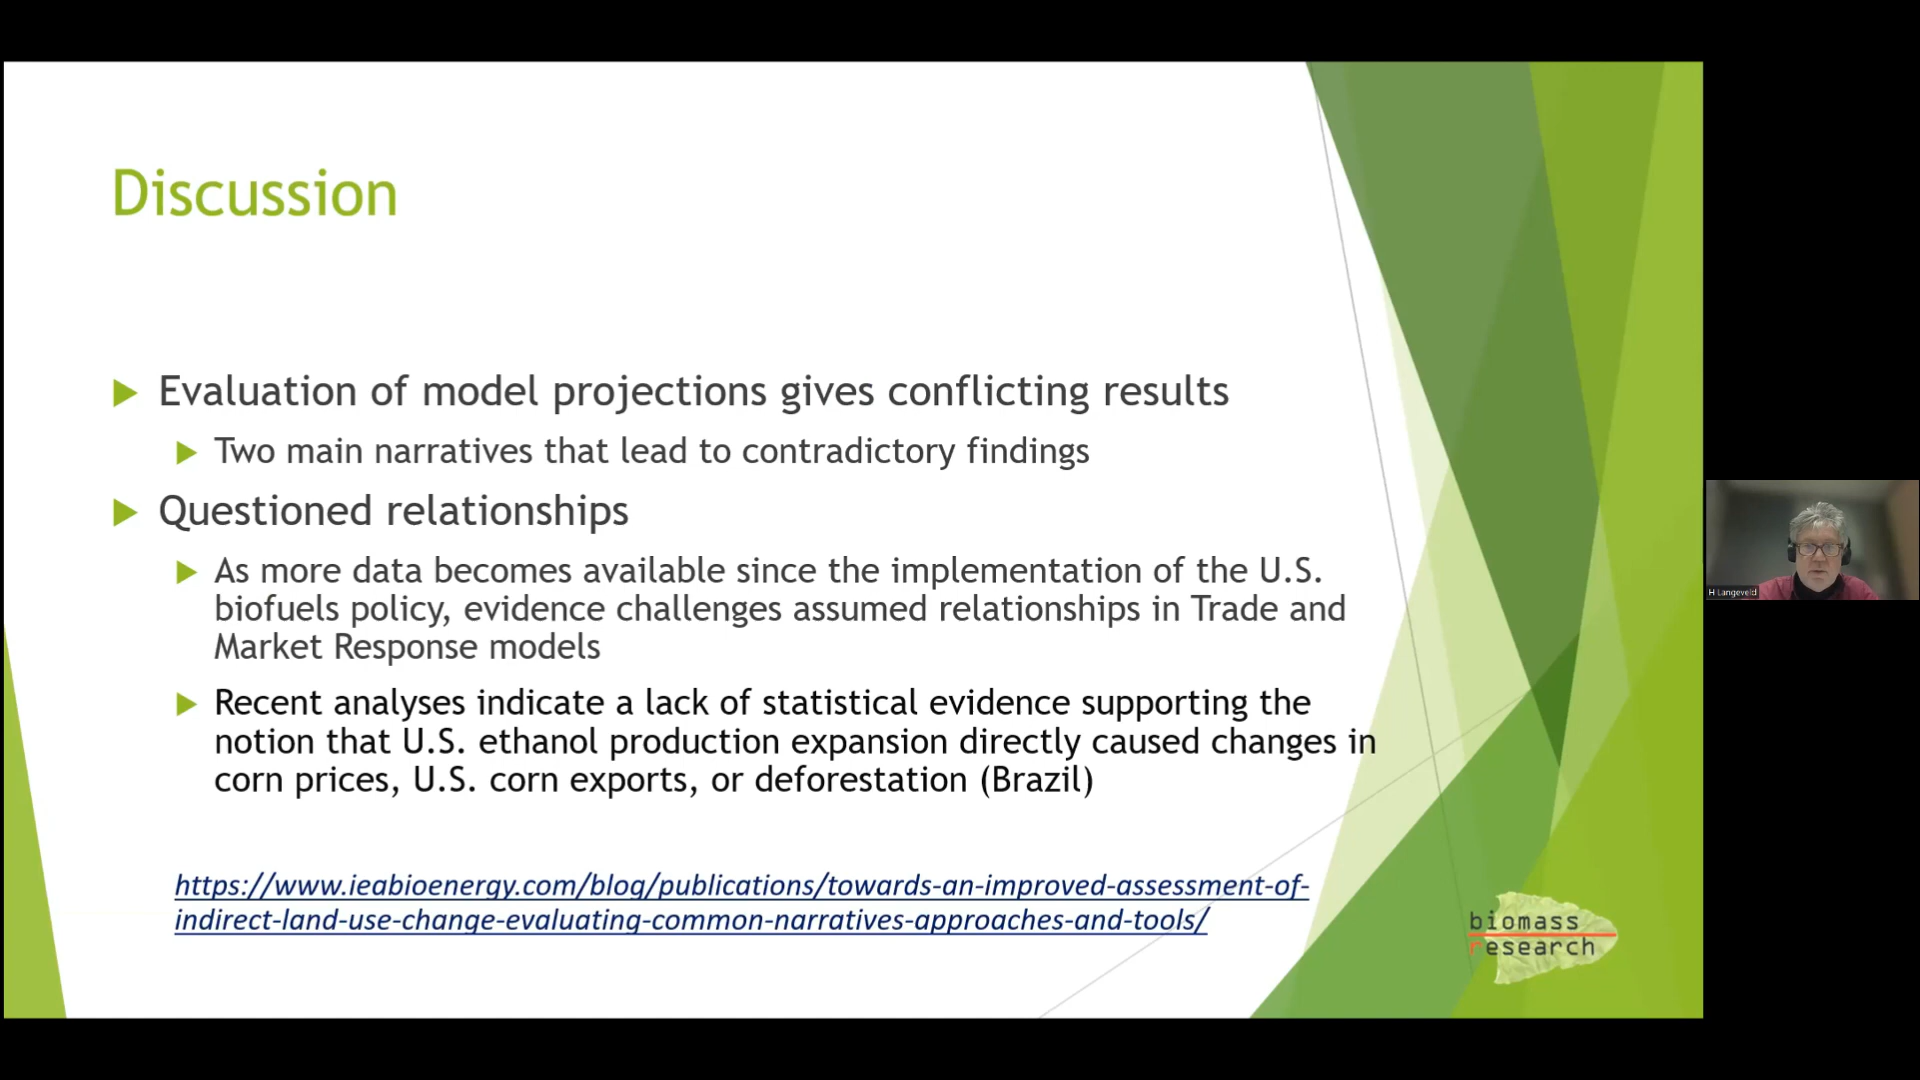 Discussion
Evaluation of model projections gives conflicting results
Two main narratives that lead to contradictory findings
Questioned relationships
As more data becomes available since the implementation of the U.S.
biofuels policy, evidence challenges assumed relationships in Trade and
Market Response models
Recent analyses indicate a lack of statistical evidence supporting the
notion that U.S. ethanol production expansion directly caused changes in
corn prices, U.S. corn exports, or deforestation (Brazil)
https://www.ieabioenergy.com/blog/publications/towards-an-improved-assessment-of-
indirect-land-use-change-evaluating-common-narratives-approaches-and-tools/
biomass
research
H Langeveld